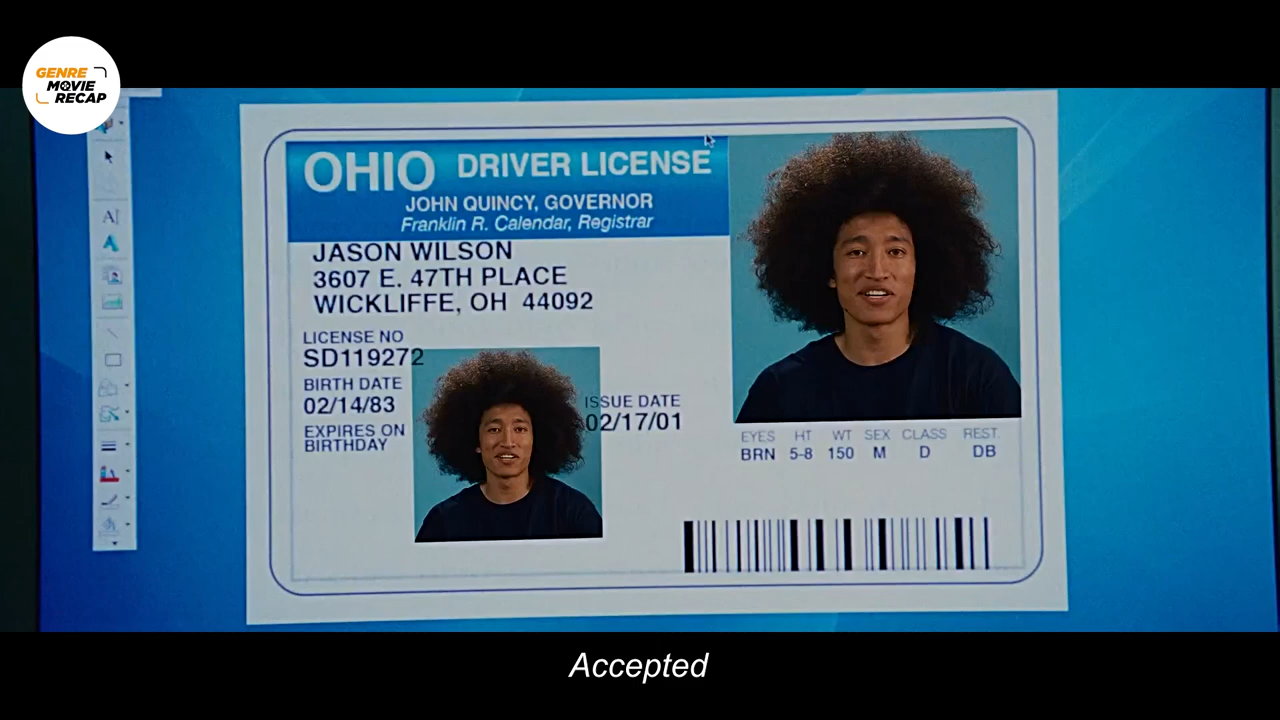 GENRE
MOVIE
RECAP
OHIO DRIVER LICENSE
JOHN QUINCY, GOVERNOR
Franklin R. Calendar, Registrar
JASON WILSON
3607 E. 47TH PLACE
WICKLIFFE, OH 44092
LICENSE NO
SD119272
BIRTH DATE
02/14/83
EXPIRES ON
BIRTHDAY
ISSUE DATE
02/17/01
EYES HT WT SEX CLASS REST.
BRN 5-8 150 M D DB
A
A
Accepted